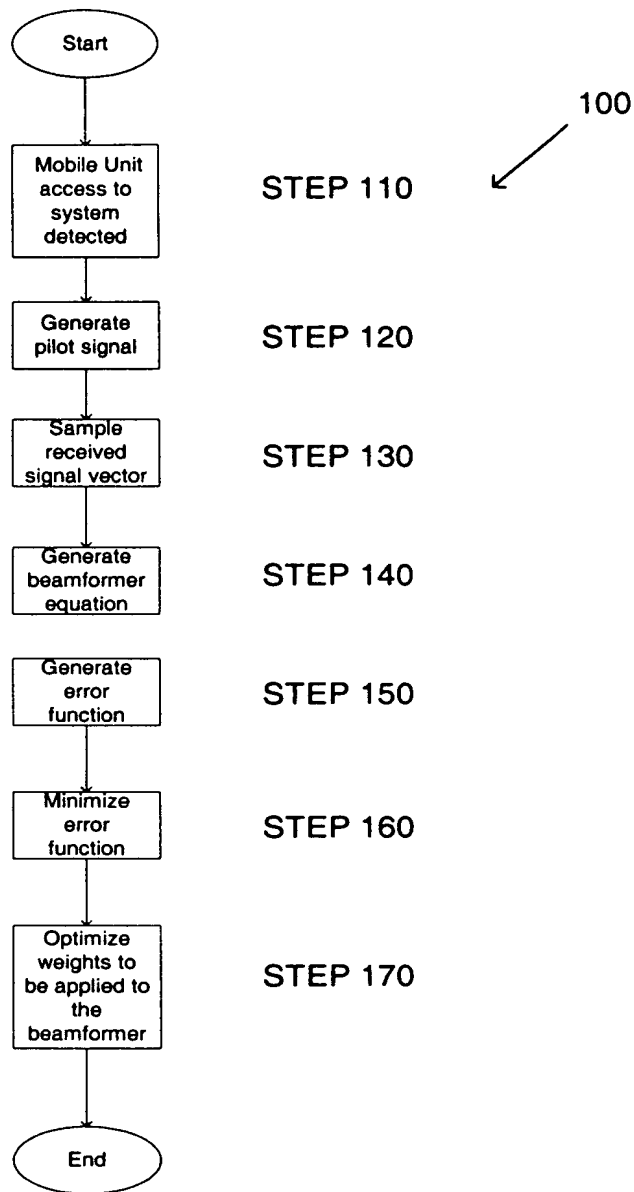 Start
100
Mobile Unit
access to
system
detected
STEP 110
Generate
pilot signal
STEP 120
Sample
received
signal vector
STEP 130
Generate
beamformer
equation
STEP 140
Generate
error
function
STEP 150
Minimize
error
function
STEP 160
Optimize
weights to
be applied to
the
beamformer
STEP 170
End